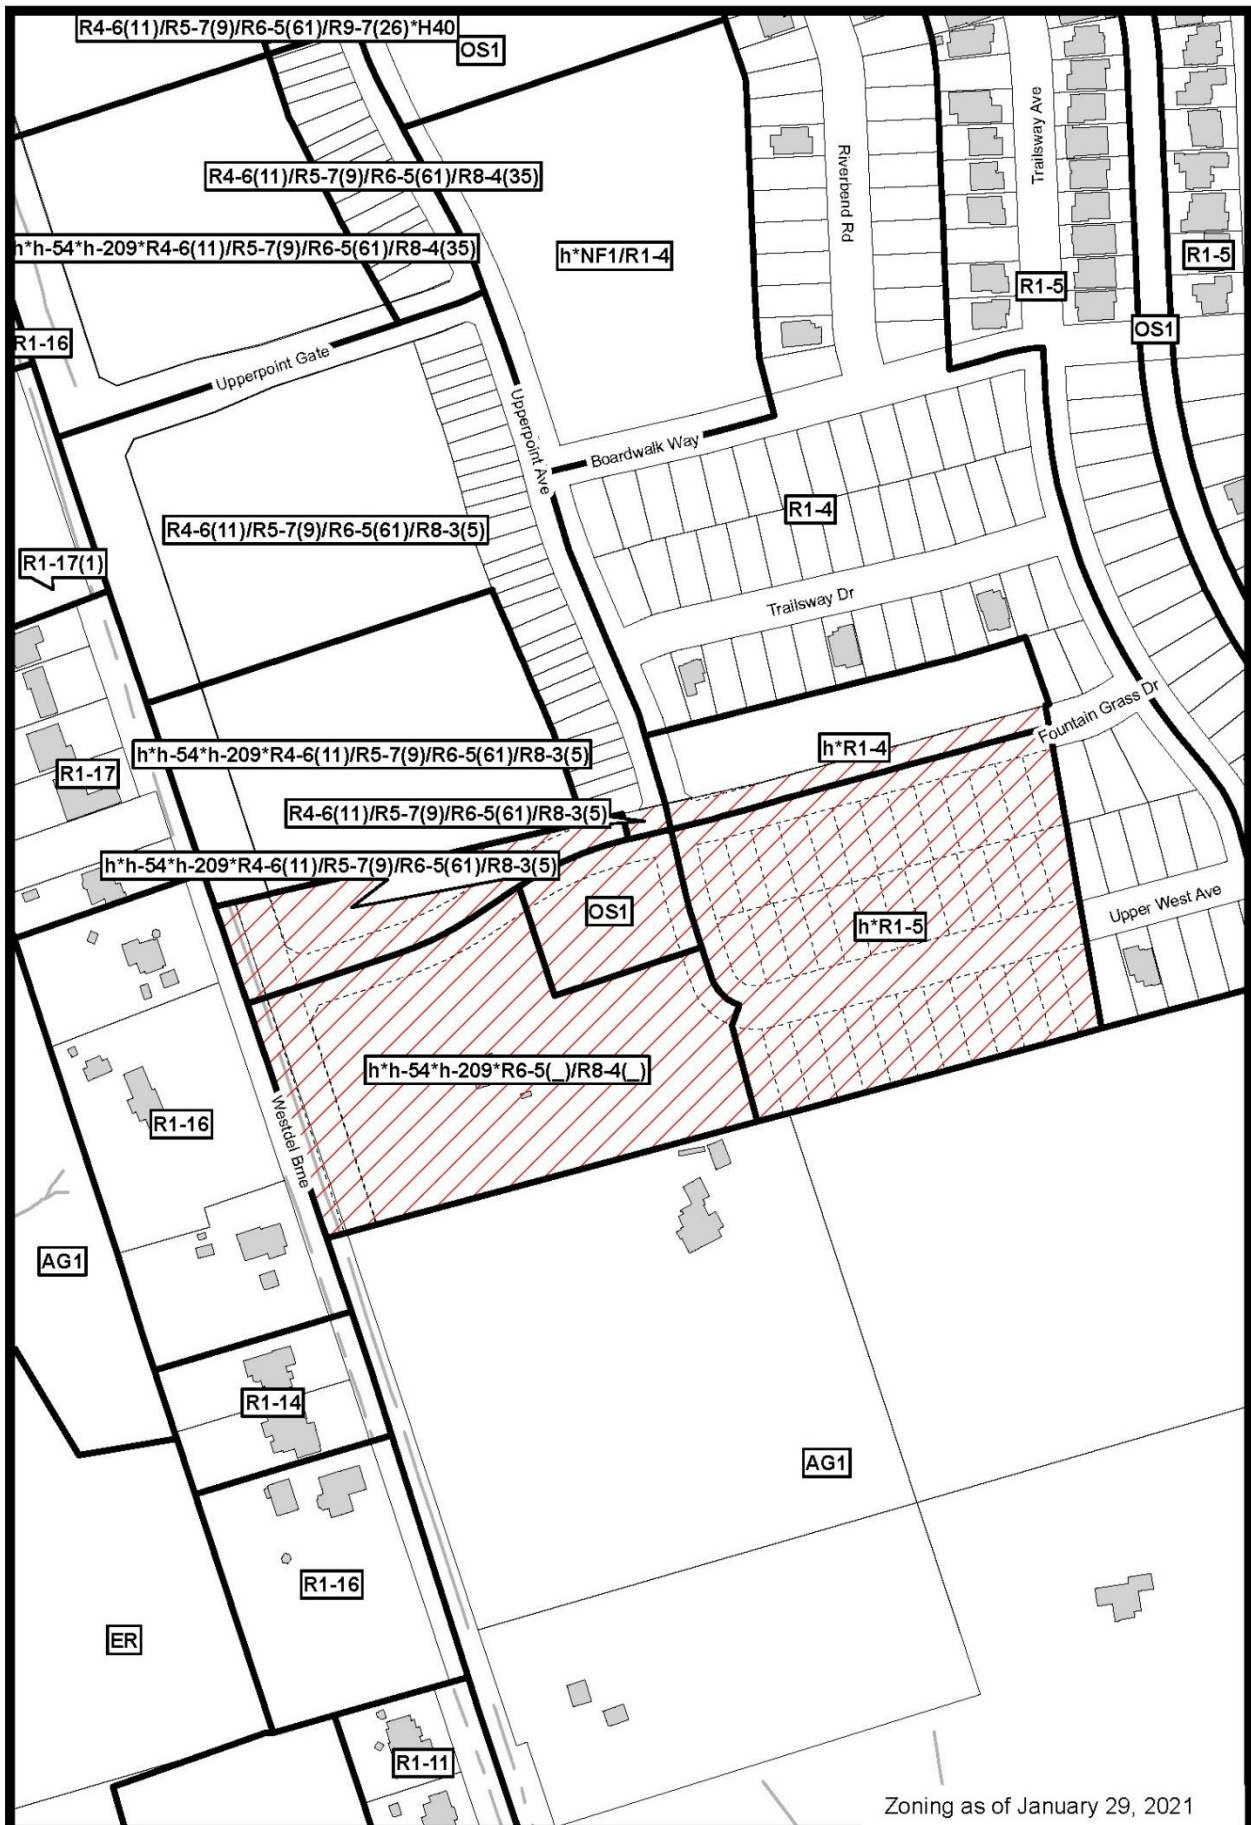 R4-6(11)/R5-7(9)/R6-5(61)/R9-7(26)*H40
OS1
Trailsway Ave
Riverbend Rd
R4-6(11)/R5-7(9)/R6-5(61)/R8-4(35)
h*h-54*h-209*R4-6(11)/R5-7(9)/R6-5(61)/R8-4(35)
h*NF1/R1-4
R1-5
R1-5
OS1
R1-16
Upperpoint Gate
Upperpoint Ave
Boardwalk Way
R1-4
R4-6(11)/R5-7(9)/R6-5(61)/R8-3(5)
R1-17(1)
Trailsway Dr
Fountain Grass Dr
h*R1-4
h*h-54*h-209*R4-6(11)/R5-7(9)/R6-5(61)/R8-3(5)
R1-17
R4-6(11)/R5-7(9)/R6-5(61)/R8-3(5)
h*h-54*h-209*R4-6(11)/R5-7(9)/R6-5(61)/R8-3(5)
OS1
h*R1-5
Upper West Ave
h*h-54*h-209*R6-5(_)/R8-4(_)
R1-16
Westdel Brne
AG1
R1-14
AG1
R1-16
ER
R1-11
Zoning as of January 29, 2021